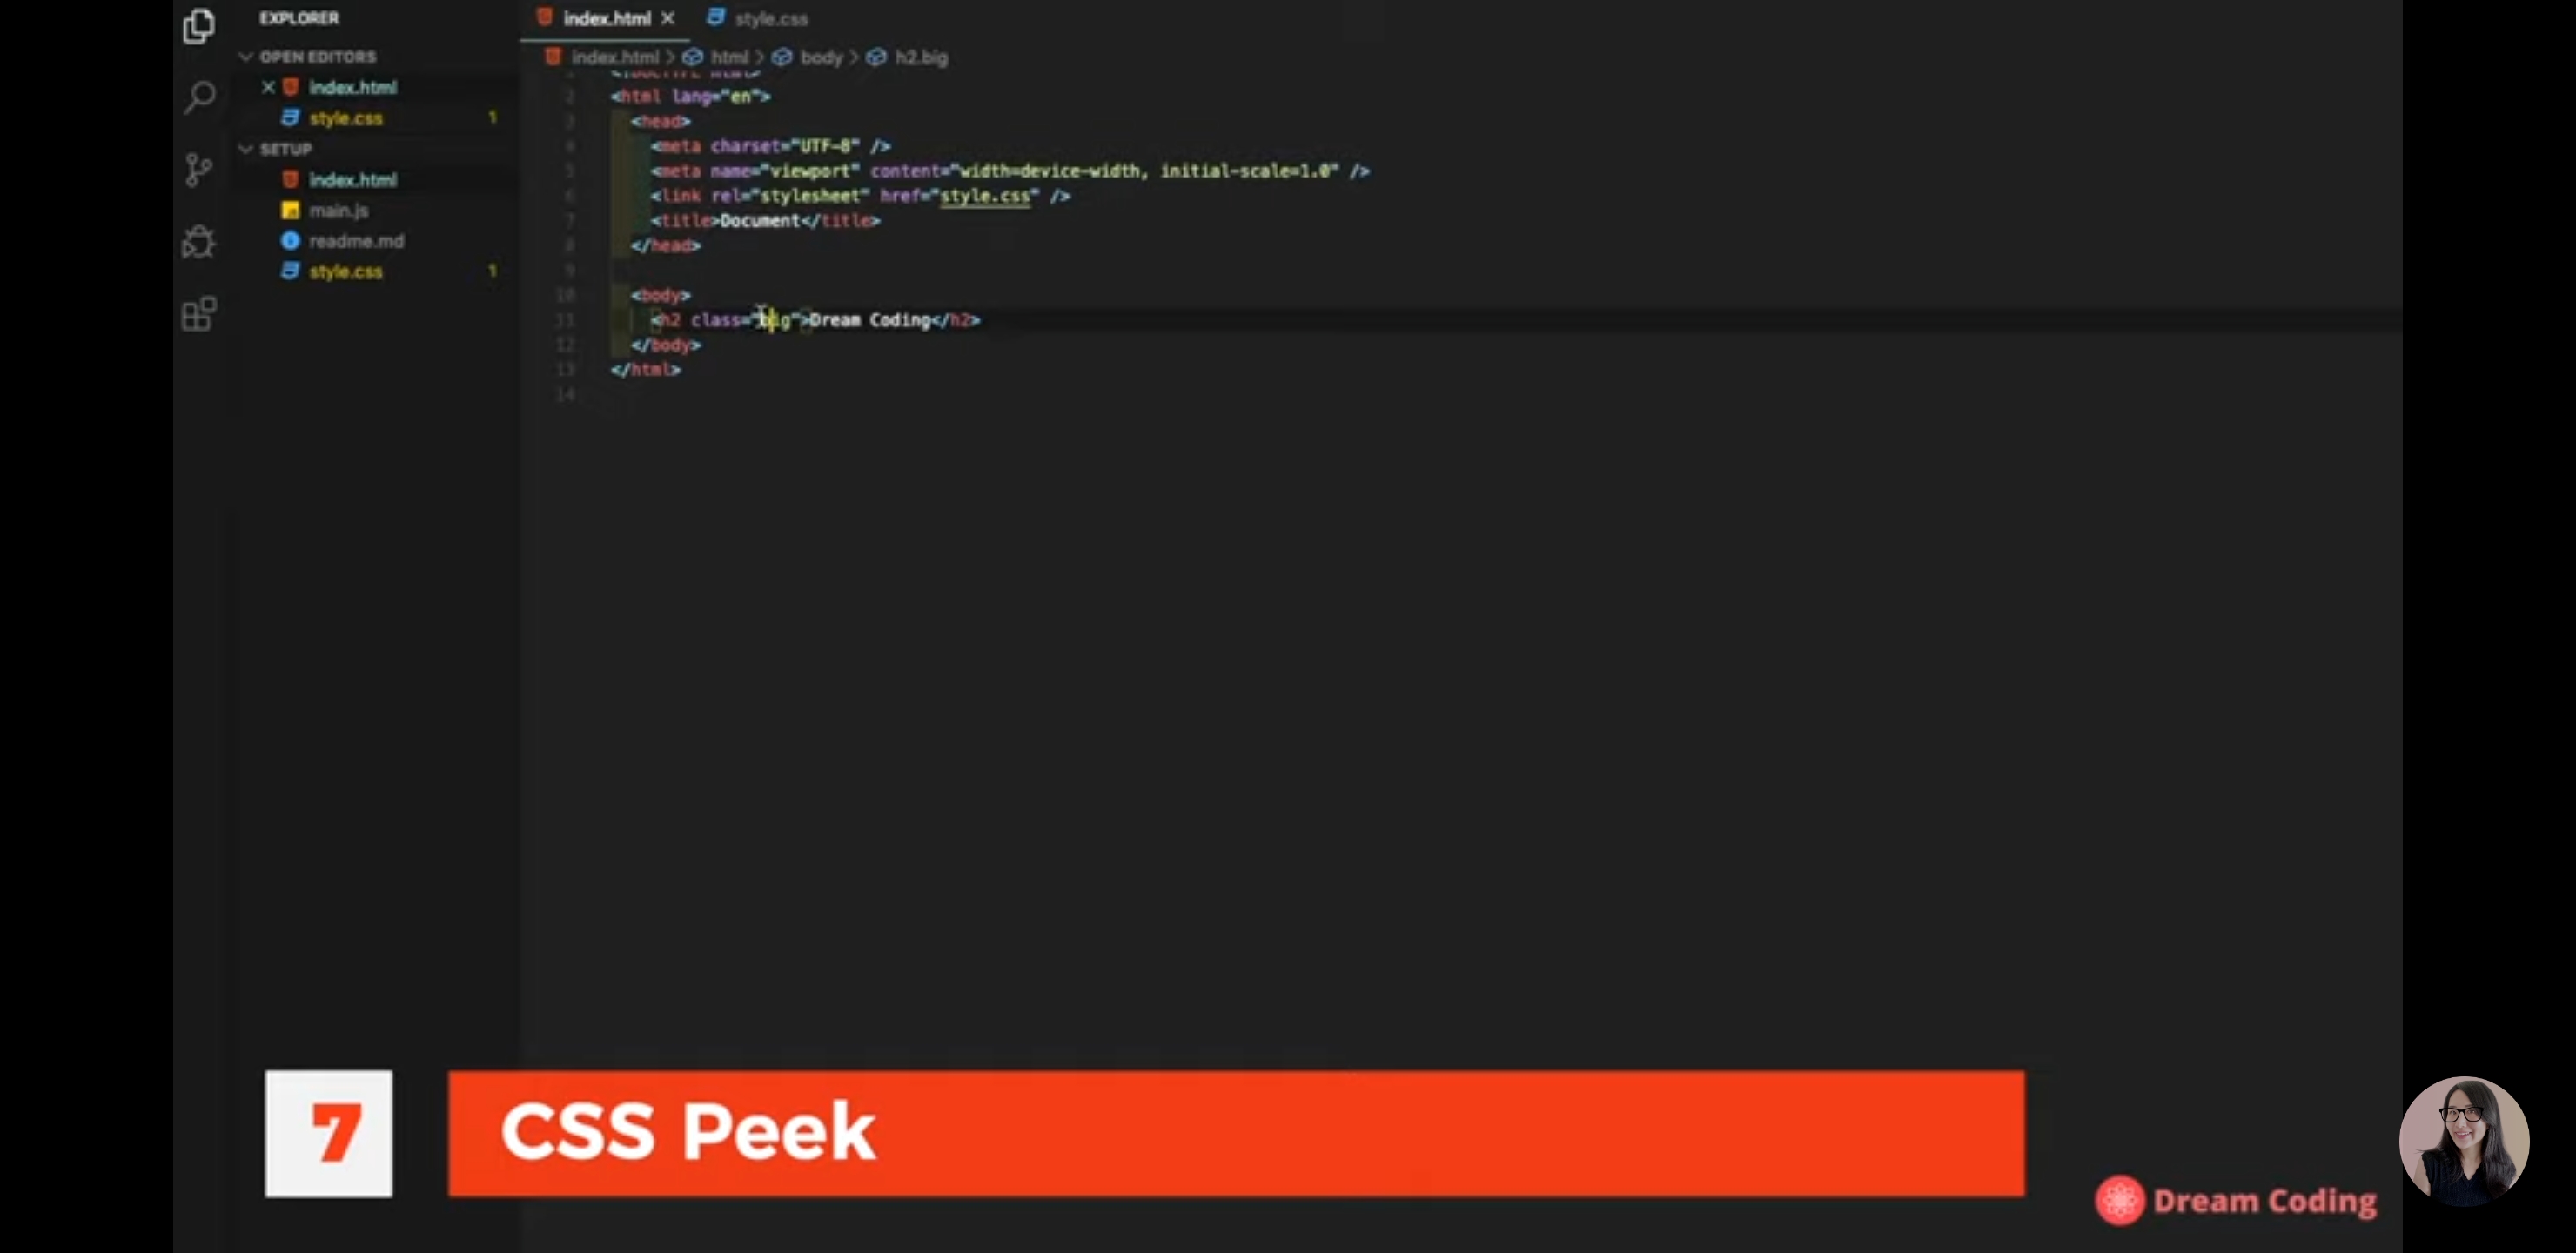 EXPLORER
OPEN EDITORS
index.html
style.css 1
SETUP
index.html
main.js
readme.md
style.css 1
index.html style.css
index.html > html > body > h2.big
2 <html lang="en">
3 <head>
4 <meta charset="UTF-8" />
5 <meta name="viewport" content="width=device-width, initial-scale=1.0" />
6 <link rel="stylesheet" href="style.css" />
7 <title>Document</title>
8 </head>
9
10 <body>
11 <h2 class="big">Dream Coding</h2>
12 </body>
13 </html>
14
7 CSS Peek
Dream Coding